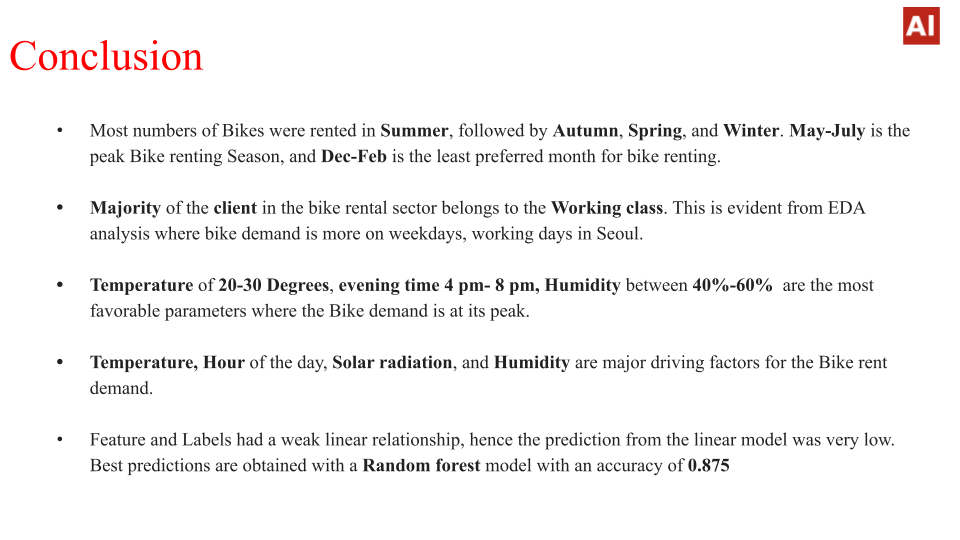 AI
Conclusion
• Most numbers of Bikes were rented in Summer, followed by Autumn, Spring, and Winter. May-July is the
peak Bike renting Season, and Dec-Feb is the least preferred month for bike renting.
• Majority of the client in the bike rental sector belongs to the Working class. This is evident from EDA
analysis where bike demand is more on weekdays, working days in Seoul.
• Temperature of 20-30 Degrees, evening time 4 pm- 8 pm, Humidity between 40%-60% are the most
favorable parameters where the Bike demand is at its peak.
• Temperature, Hour of the day, Solar radiation, and Humidity are major driving factors for the Bike rent
demand.
• Feature and Labels had a weak linear relationship, hence the prediction from the linear model was very low.
Best predictions are obtained with a Random forest model with an accuracy of 0.875